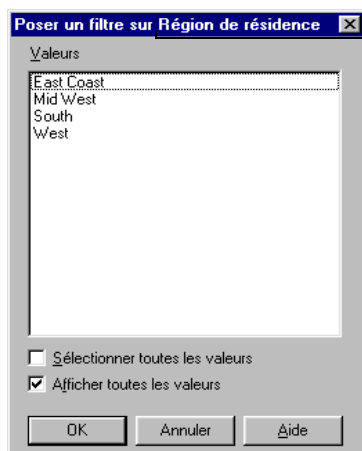 Poser un filtre sur Région de résidence
Valeurs
East Coast
Mid West
South
West
Sélectionner toutes les valeurs
Afficher toutes les valeurs
OK Annuler Aide